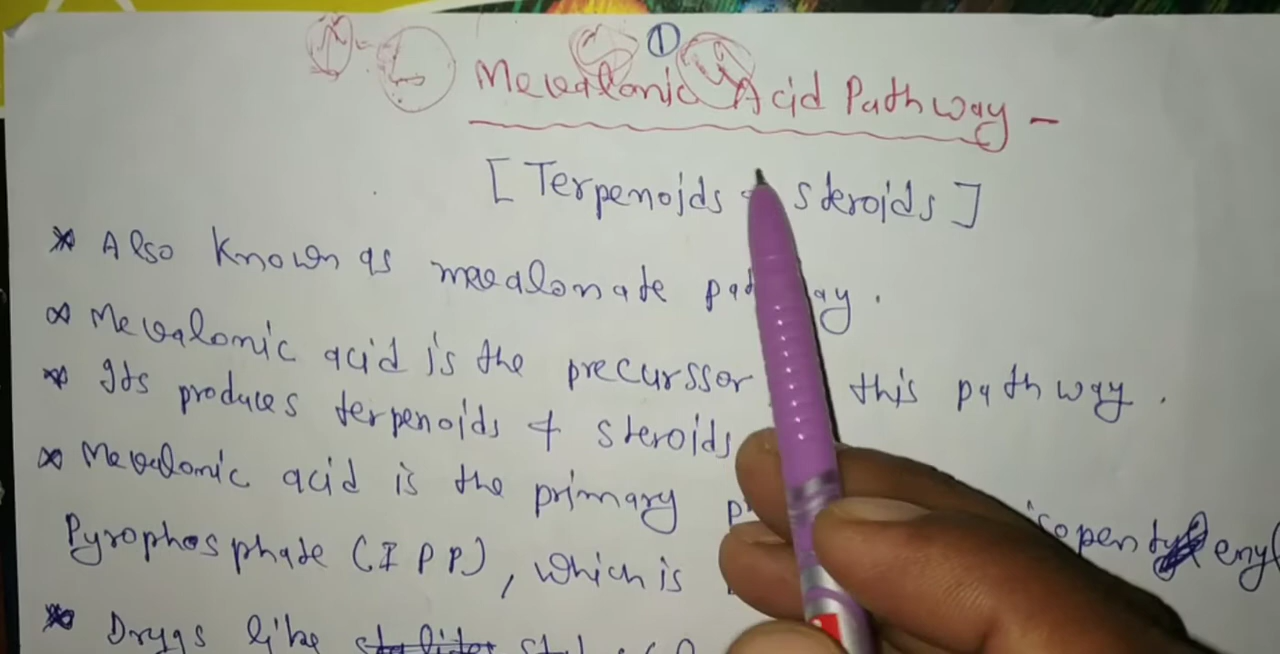 ①
Mevalonic Acid Pathway -
[Terpenoids steroids]
* Also known as mevalonate pa ay.
* Mevalonic acid is the precurssor this pathway.
* Its produces terpenoids & steroids
* Mevalonic acid is the primary isopentenyl
Pyrophosphate (IPP), which is
* Drugs like